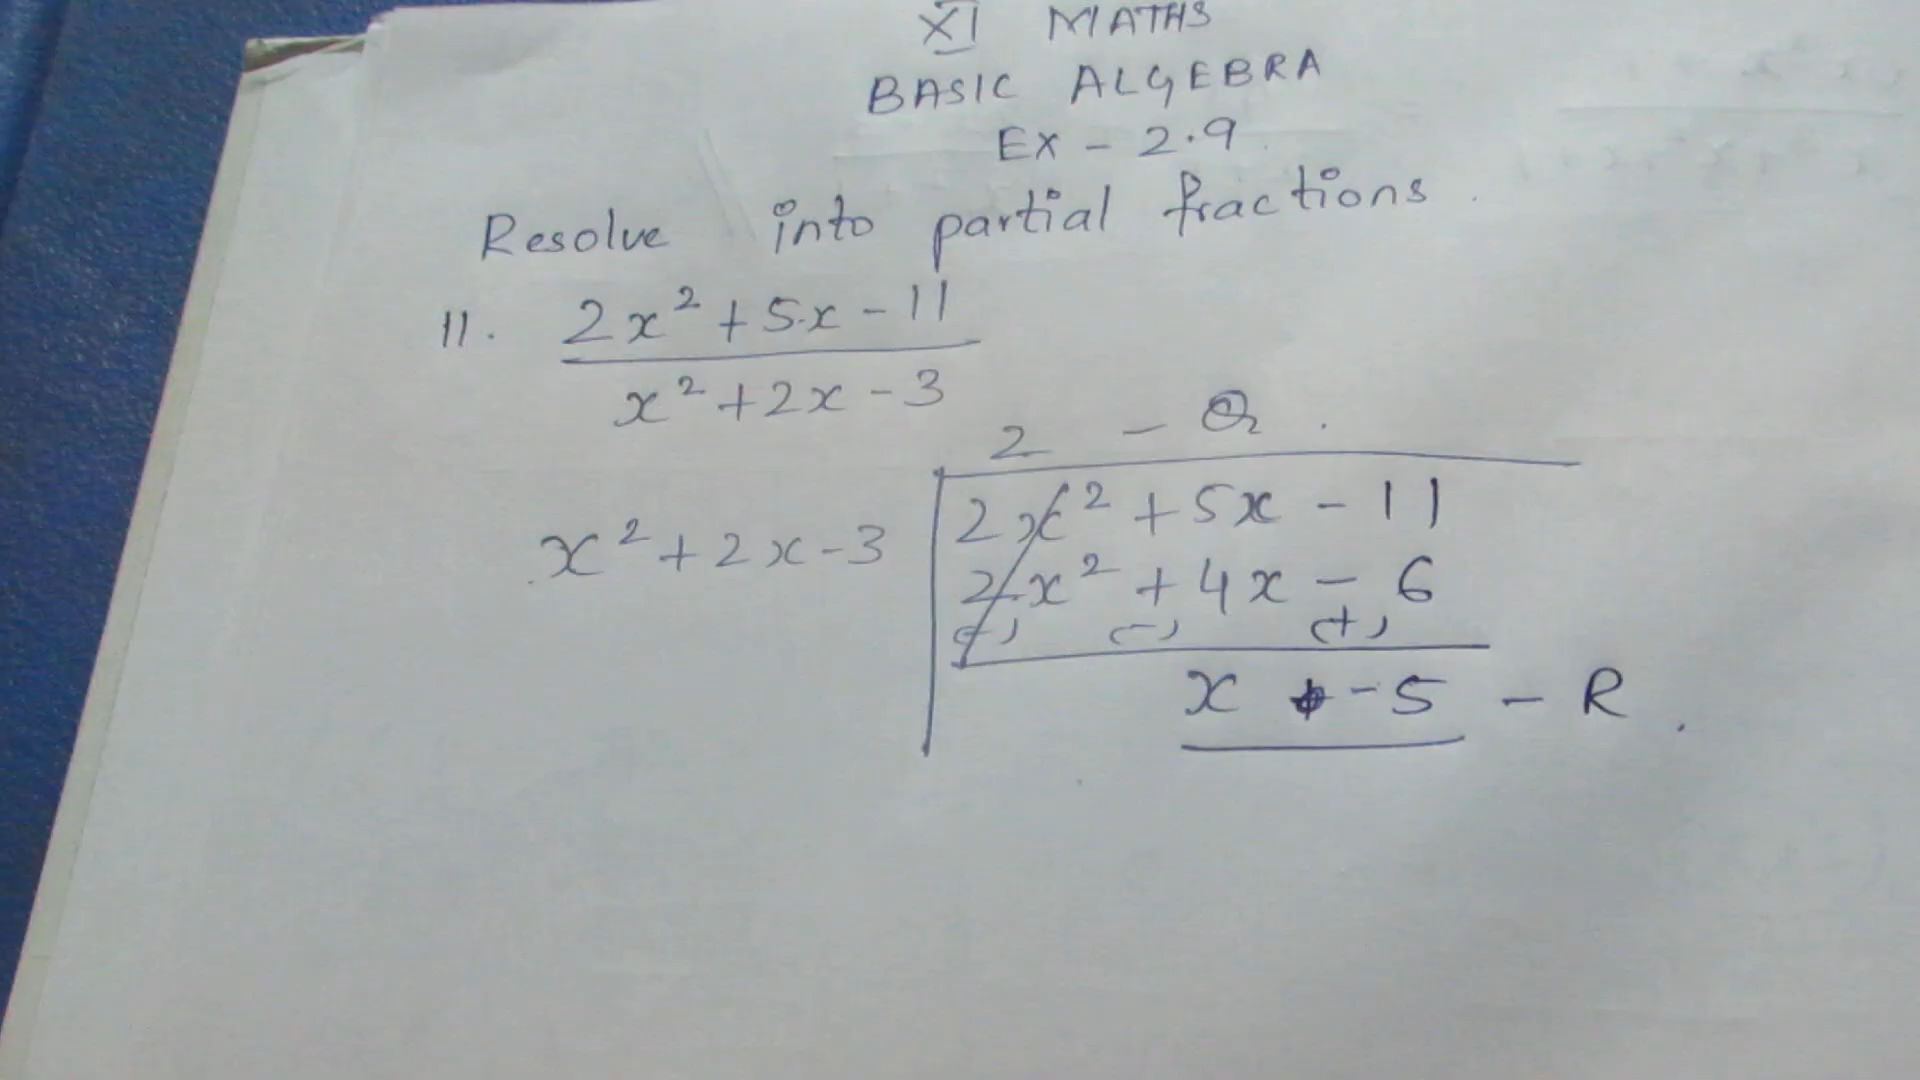 XI MATHS
BASIC ALGEBRA
EX - 2.9
Resolve into partial fractions.
11. 2x² + 5x - 11
x² + 2x - 3
2 - Q.
x² + 2x - 3 2x² + 5x - 11
2x² + 4x - 6
(-) (-) (+)
x - 5 - R.